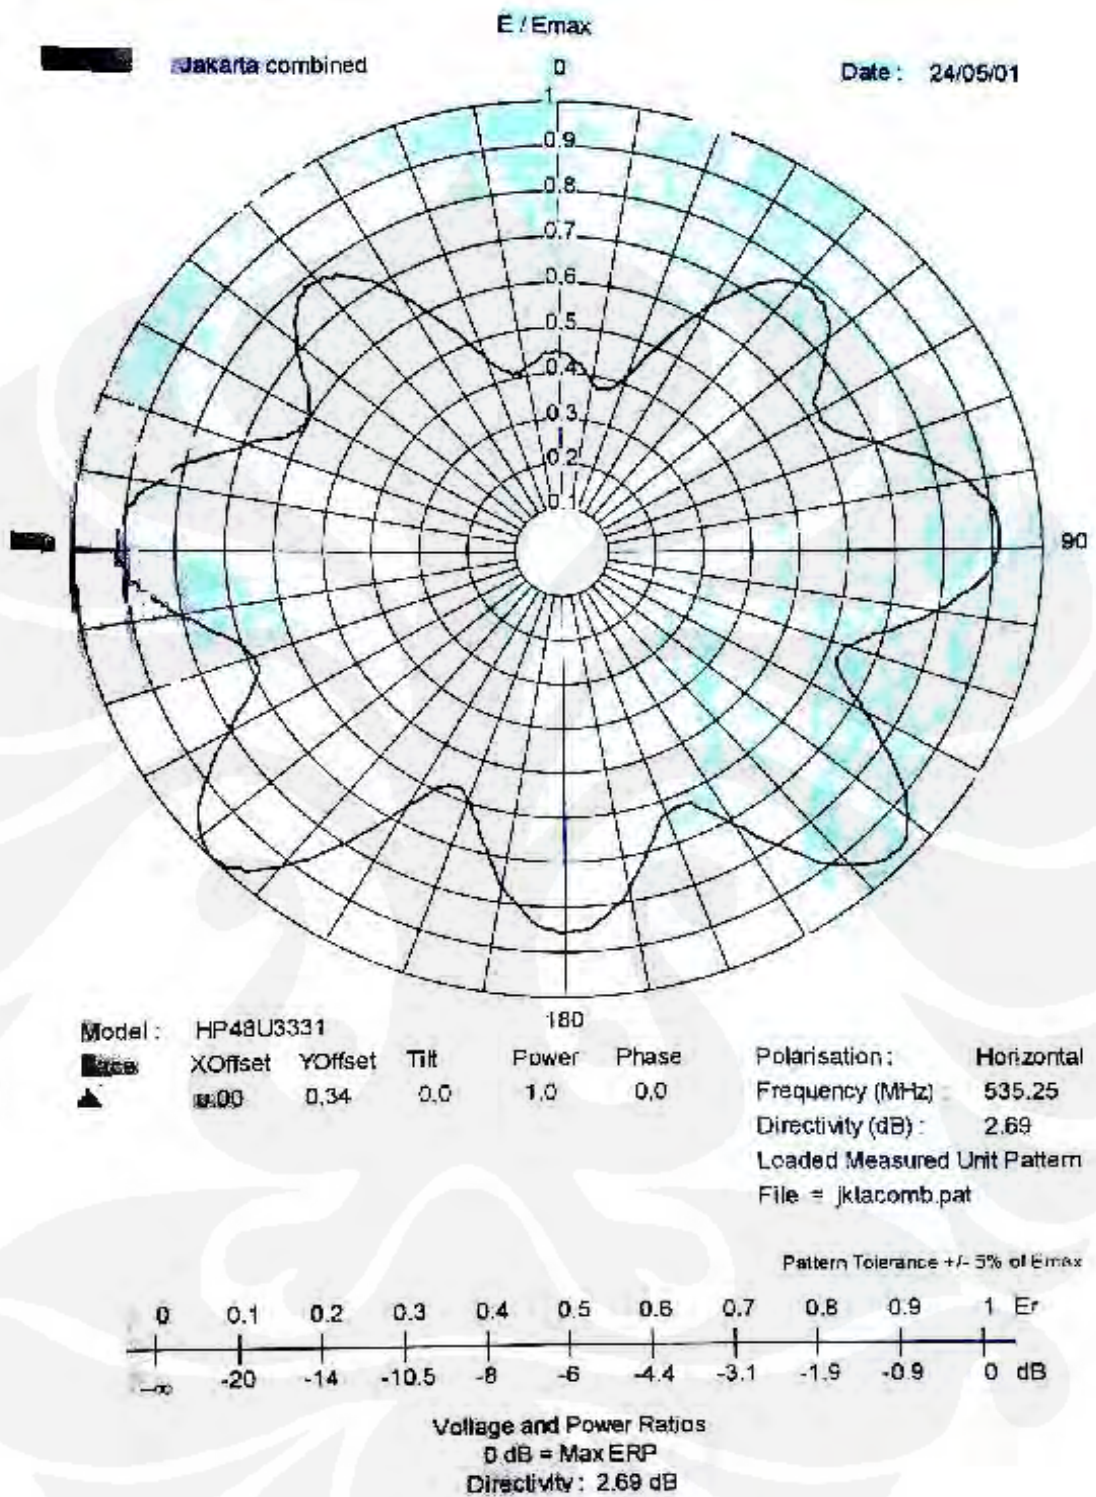 E / Emax
Jakarta combined
Date : 24/05/01
0
1
0.9
0.8
0.7
0.6
0.5
0.4
0.3
0.2
0.1
90
180
Model : HP48U3331
XOffset YOffset Tilt Power Phase
0.34 0.0 1.0 0.0
Polarisation : Horizontal
Frequency (MHz) : 535.25
Directivity (dB) : 2.69
Loaded Measured Unit Pattern
File = jktacomb.pat
Pattern Tolerance +/- 5% of Emax
0 0.1 0.2 0.3 0.4 0.5 0.6 0.7 0.8 0.9 1 Er
-∞ -20 -14 -10.5 -8 -6 -4.4 -3.1 -1.9 -0.9 0 dB
Voltage and Power Ratios
0 dB = Max ERP
Directivity : 2.69 dB